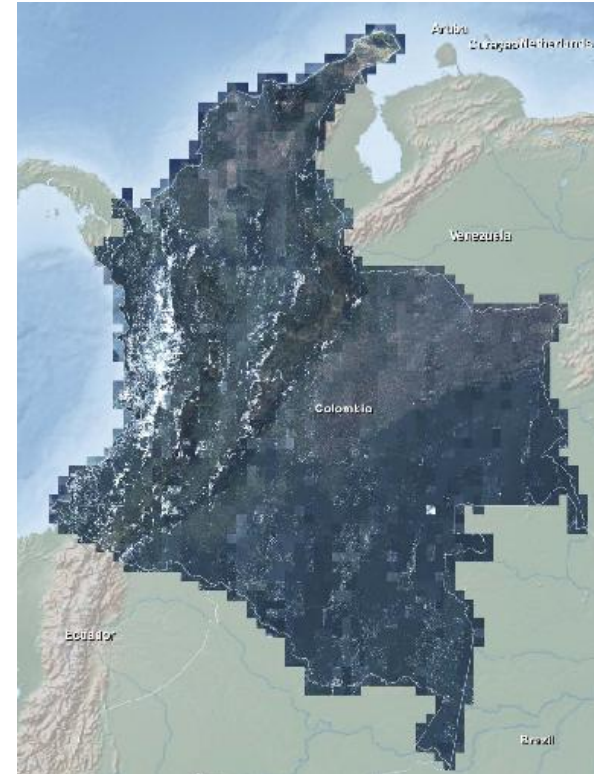 Aruba
Curaçao Netherlands
Venezuela
Colombia
Ecuador
Brazil